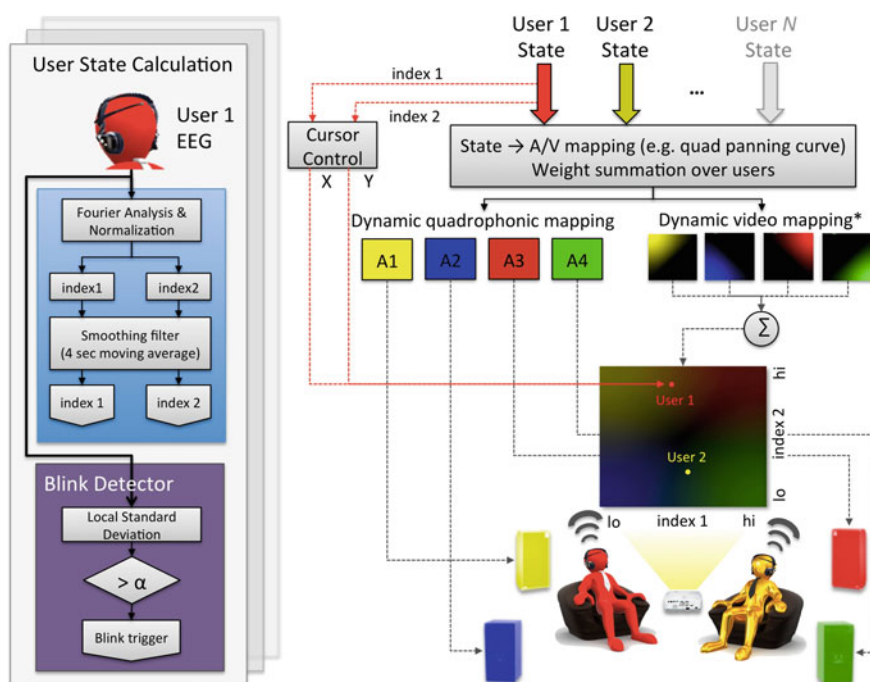 User State Calculation
User 1
EEG
Fourier Analysis &
Normalization
index1
index2
Smoothing filter
(4 sec moving average)
index 1
index 2
Blink Detector
Local Standard
Deviation
> α
Blink trigger
User 1
State
User 2
State
...
User N
State
index 1
index 2
Cursor
Control
X
Y
State → A/V mapping (e.g. quad panning curve)
Weight summation over users
Dynamic quadrophonic mapping
A1
A2
A3
A4
Dynamic video mapping*
Σ
User 1
User 2
hi
index 2
lo
lo
index 1
hi